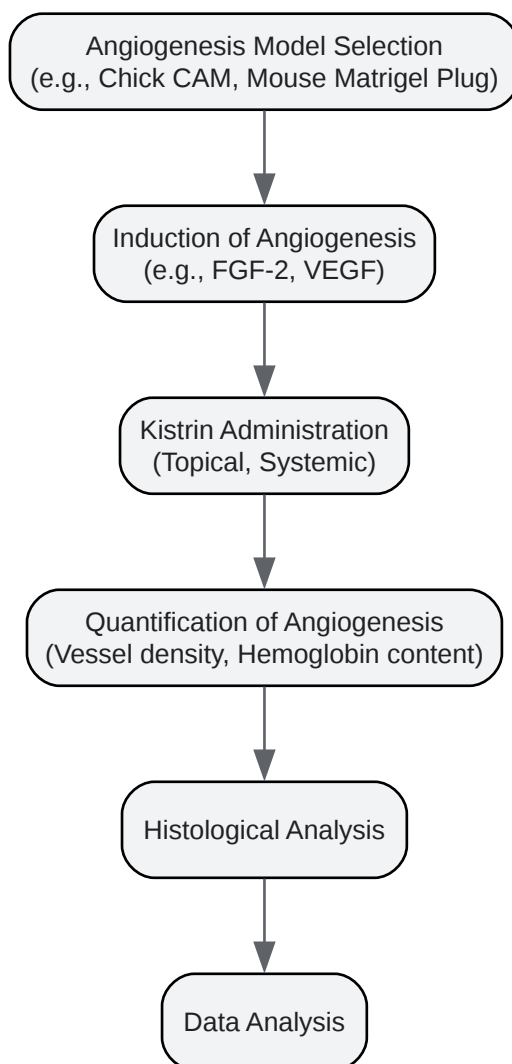 Angiogenesis Model Selection
(e.g., Chick CAM, Mouse Matrigel Plug)
Induction of Angiogenesis
(e.g., FGF-2, VEGF)
Kistrin Administration
(Topical, Systemic)
Quantification of Angiogenesis
(Vessel density, Hemoglobin content)
Histological Analysis
Data Analysis